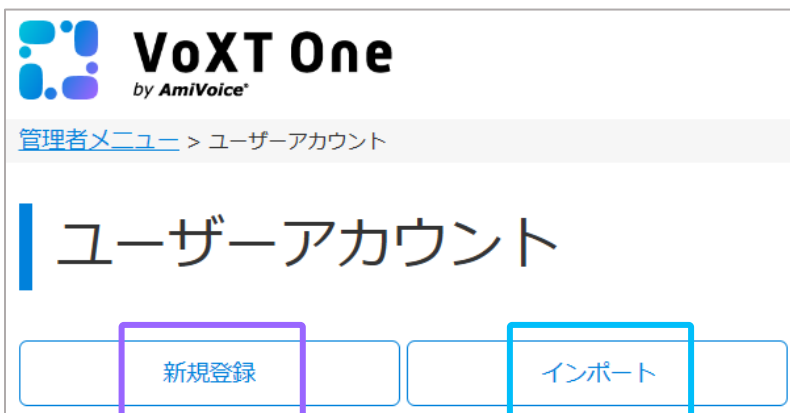 VoXT One
by AmiVoice®
管理者メニュー > ユーザーアカウント
ユーザーアカウント
新規登録
インポート